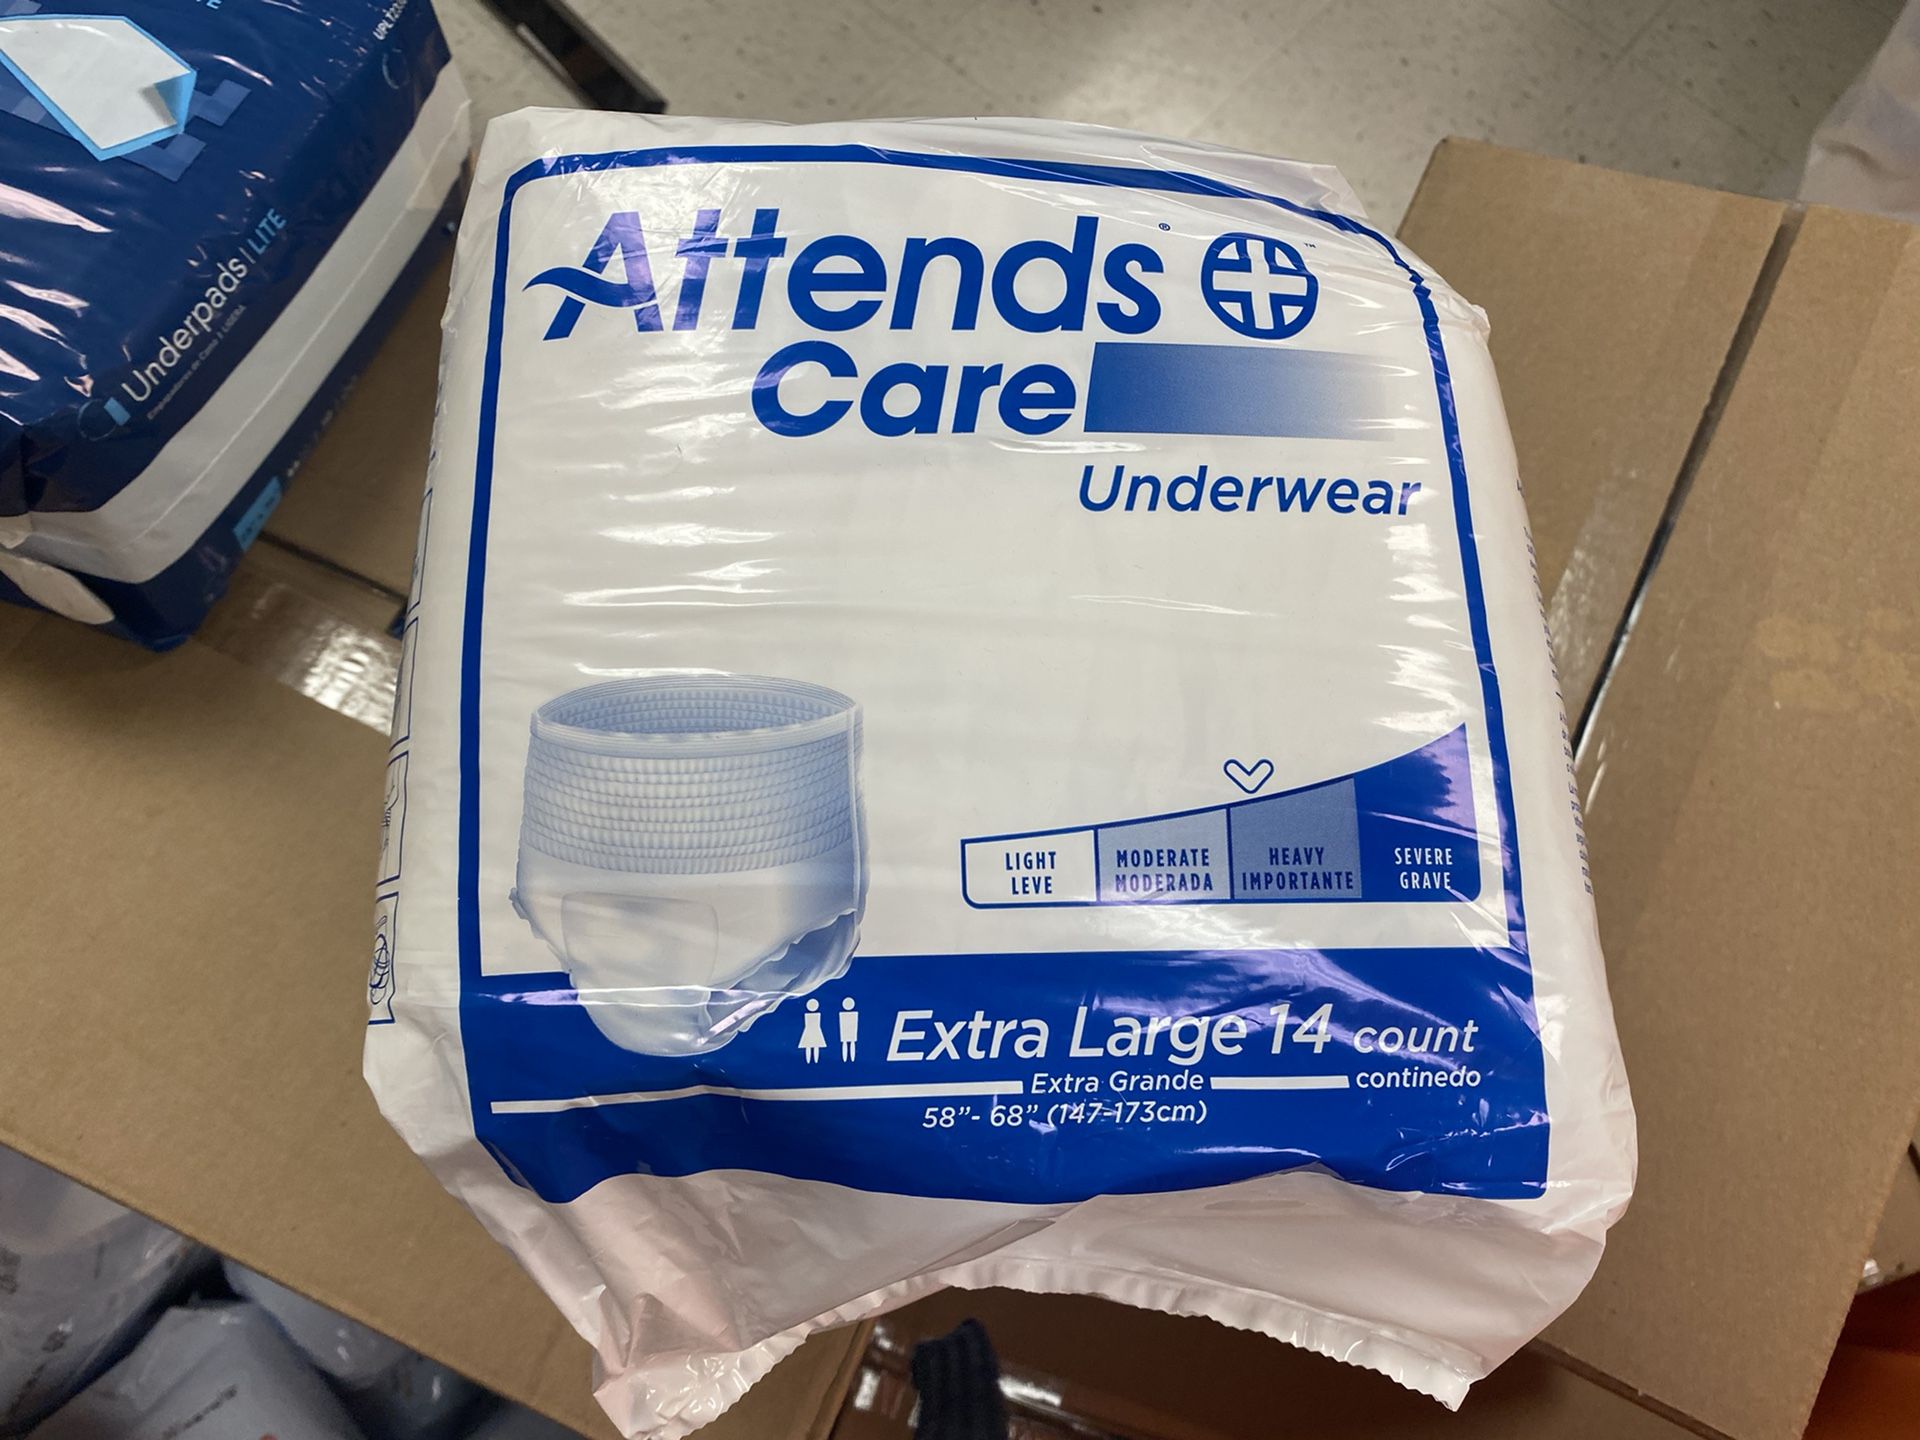 Attends®
Care
Underwear
LIGHT
LEVE
MODERATE
MODERADA
HEAVY
IMPORTANTE
SEVERE
GRAVE
Extra Large 14 count
Extra Grande continedo
58”- 68” (147-173cm)
Underpads | LITE